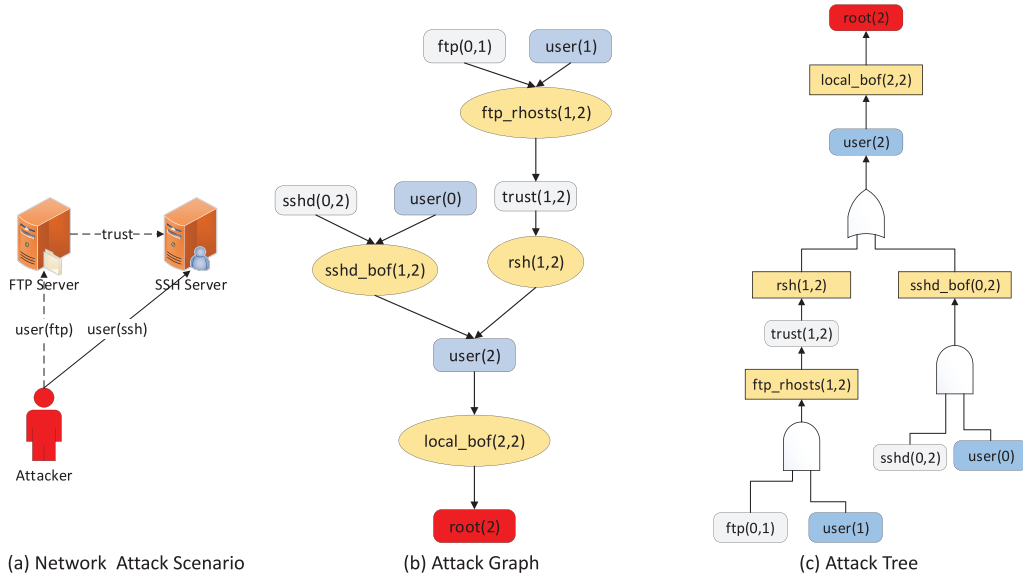 trust
FTP Server
SSH Server
user(ftp)
user(ssh)
Attacker
(a) Network Attack Scenario
ftp(0,1)
user(1)
ftp_rhosts(1,2)
sshd(0,2)
user(0)
trust(1,2)
sshd_bof(1,2)
rsh(1,2)
user(2)
local_bof(2,2)
root(2)
(b) Attack Graph
root(2)
local_bof(2,2)
user(2)
rsh(1,2)
sshd_bof(0,2)
trust(1,2)
ftp_rhosts(1,2)
sshd(0,2)
user(0)
ftp(0,1)
user(1)
(c) Attack Tree